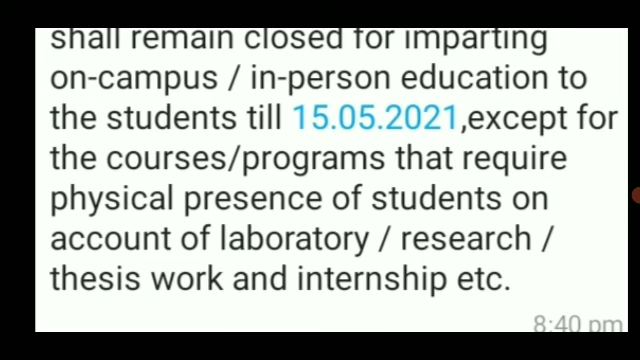 shall remain closed for imparting
on-campus / in-person education to
the students till 15.05.2021,except for
the courses/programs that require
physical presence of students on
account of laboratory / research /
thesis work and internship etc.
8:40 pm